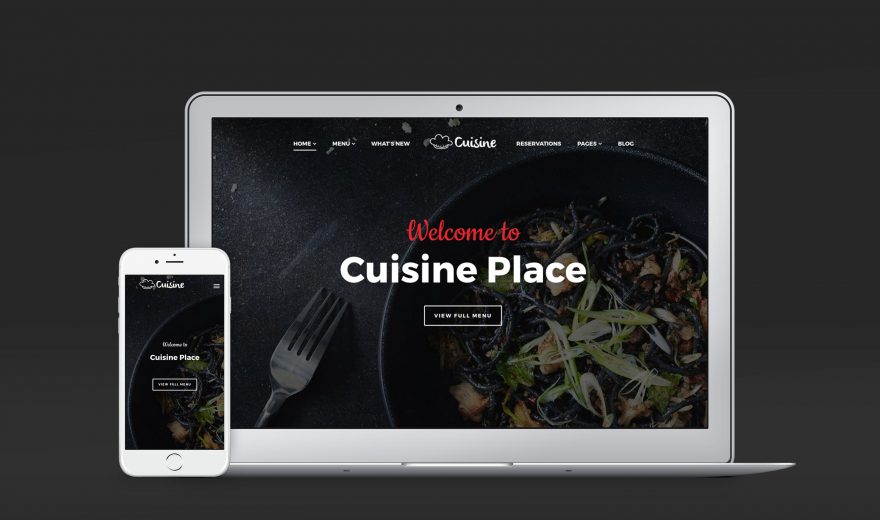 HOME MENU WHAT'S NEW Cuisine RESERVATIONS PAGES BLOG
Welcome to
Cuisine Place
VIEW FULL MENU
Cuisine
Welcome to
Cuisine Place
VIEW FULL MENU